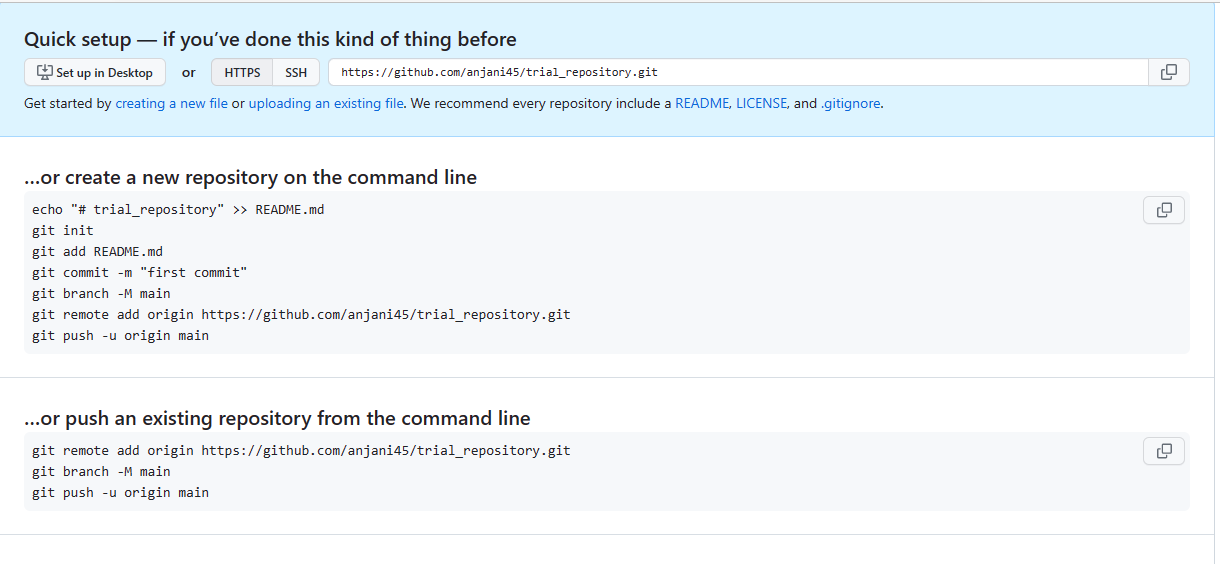 Quick setup — if you’ve done this kind of thing before
Set up in Desktop or HTTPS SSH https://github.com/anjani45/trial_repository.git
Get started by creating a new file or uploading an existing file. We recommend every repository include a README, LICENSE, and .gitignore.
…or create a new repository on the command line
echo "# trial_repository" >> README.md
git init
git add README.md
git commit -m "first commit"
git branch -M main
git remote add origin https://github.com/anjani45/trial_repository.git
git push -u origin main
…or push an existing repository from the command line
git remote add origin https://github.com/anjani45/trial_repository.git
git branch -M main
git push -u origin main